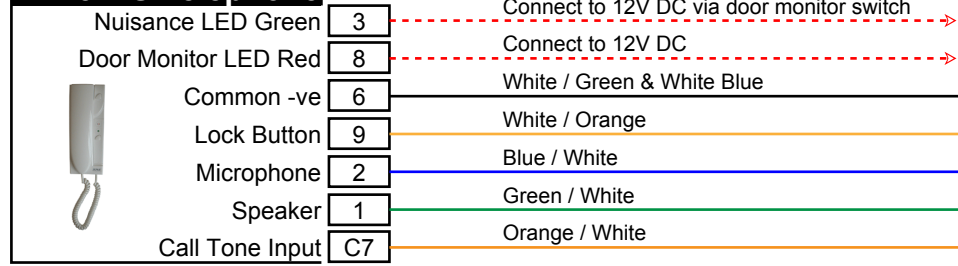 Nuisance LED Green 3 Connect to 12V DC via door monitor switch
Door Monitor LED Red 8 Connect to 12V DC
Common -ve 6 White / Green & White Blue
Lock Button 9 White / Orange
Microphone 2 Blue / White
Speaker 1 Green / White
Call Tone Input C7 Orange / White